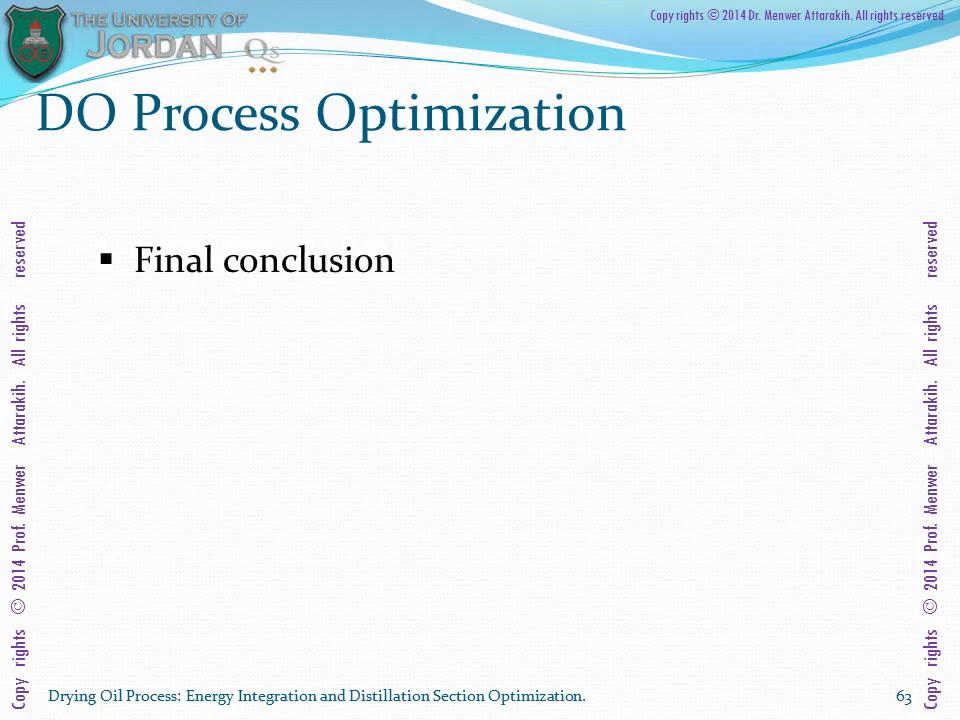 THE UNIVERSITY OF
JORDAN
QS
Copy rights © 2014 Dr. Menwer Attarakih. All rights reserved
DO Process Optimization
Final conclusion
Copy rights © 2014 Prof. Menwer Attarakih. All rights reserved
Copy rights © 2014 Prof. Menwer Attarakih. All rights reserved
Drying Oil Process: Energy Integration and Distillation Section Optimization.
63